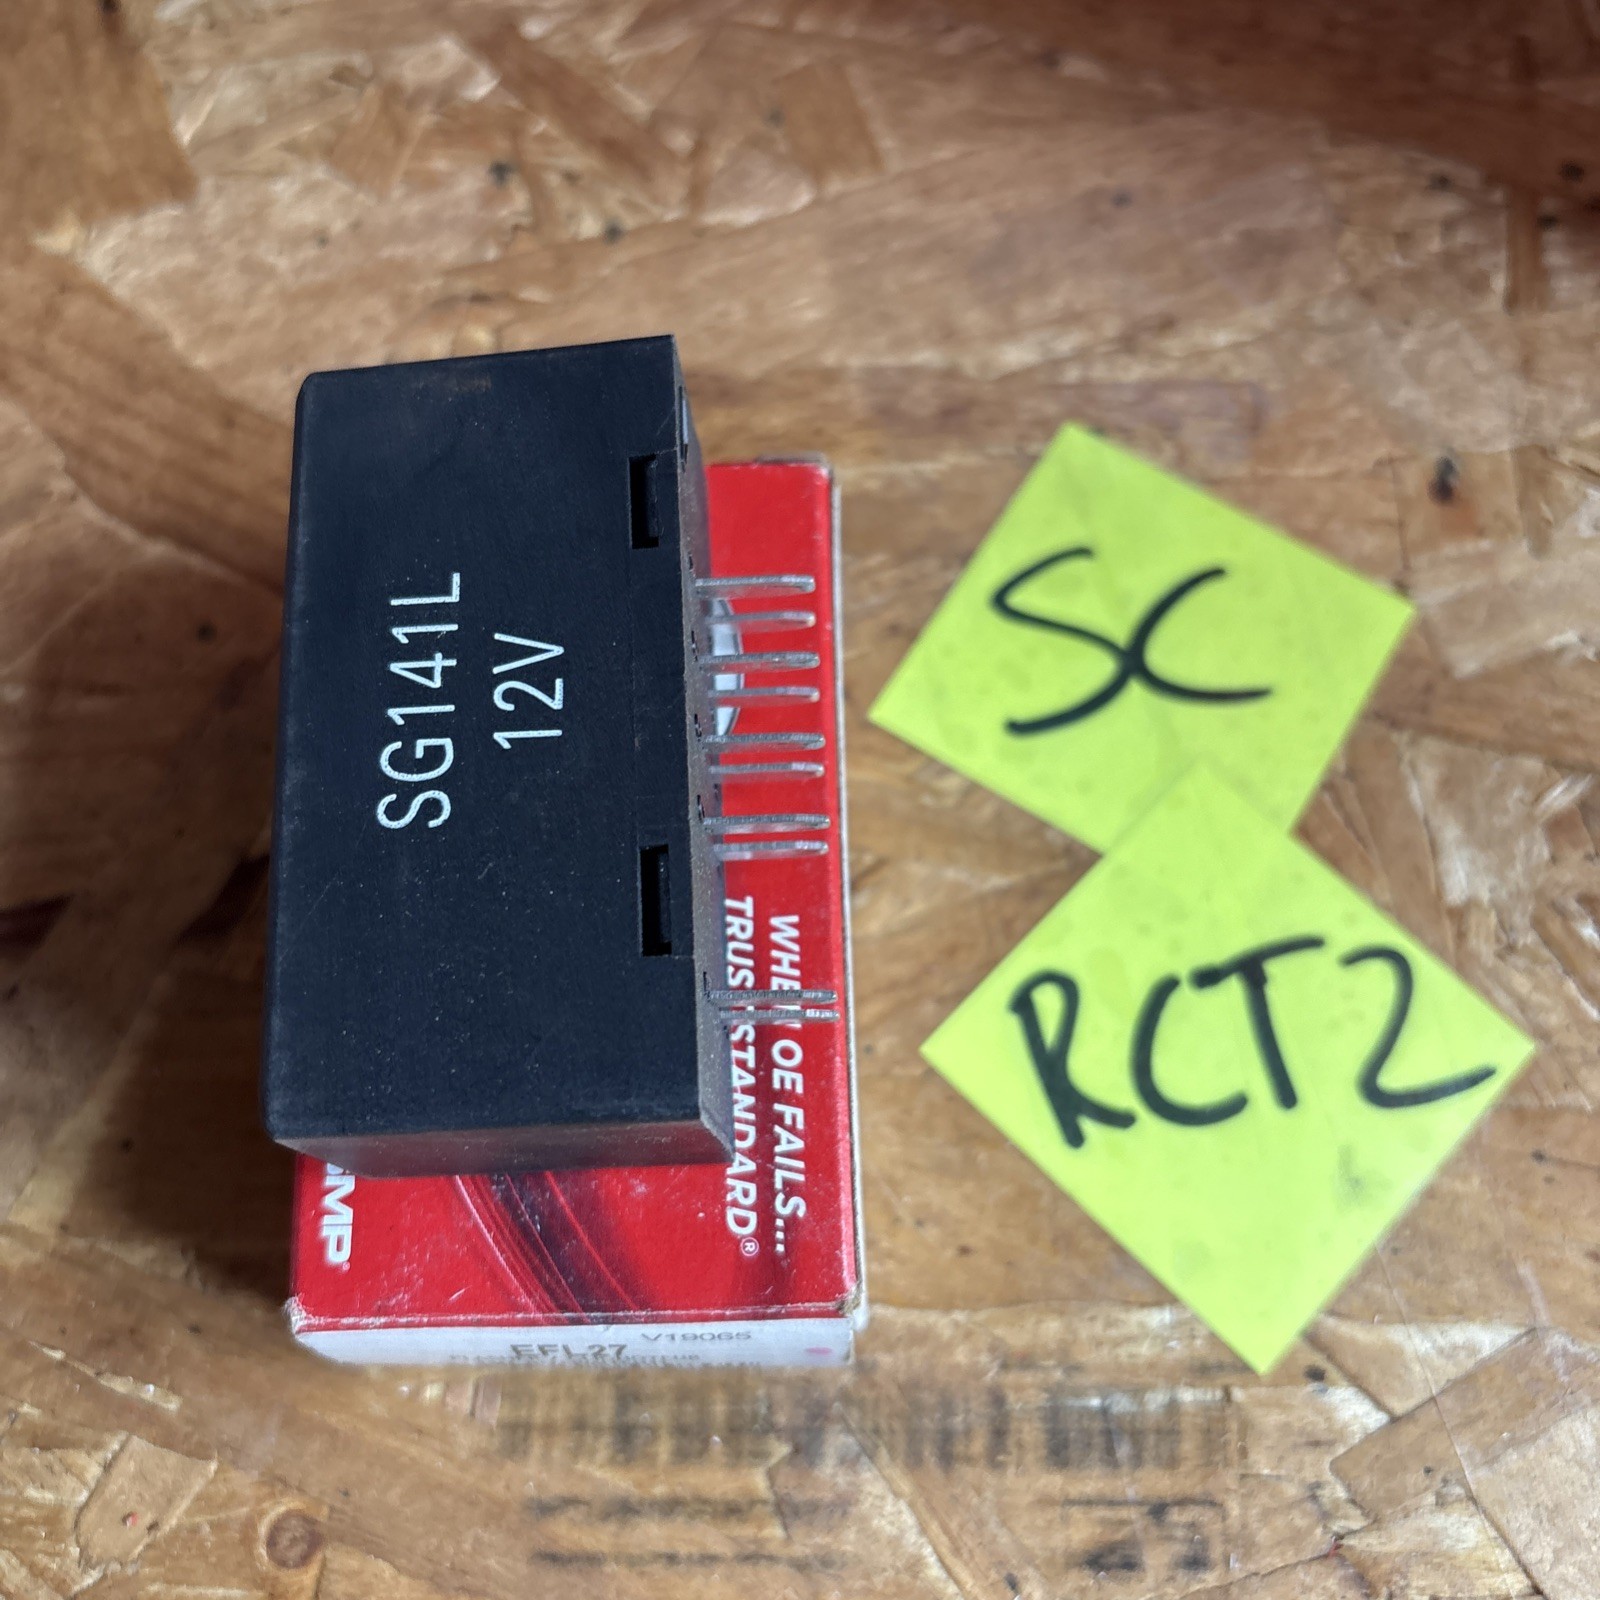 SG141L
12V
SC
RCT2
WHEN OE FAILS...
TRUST STANDARD®
SMP®
EFL27
V19065